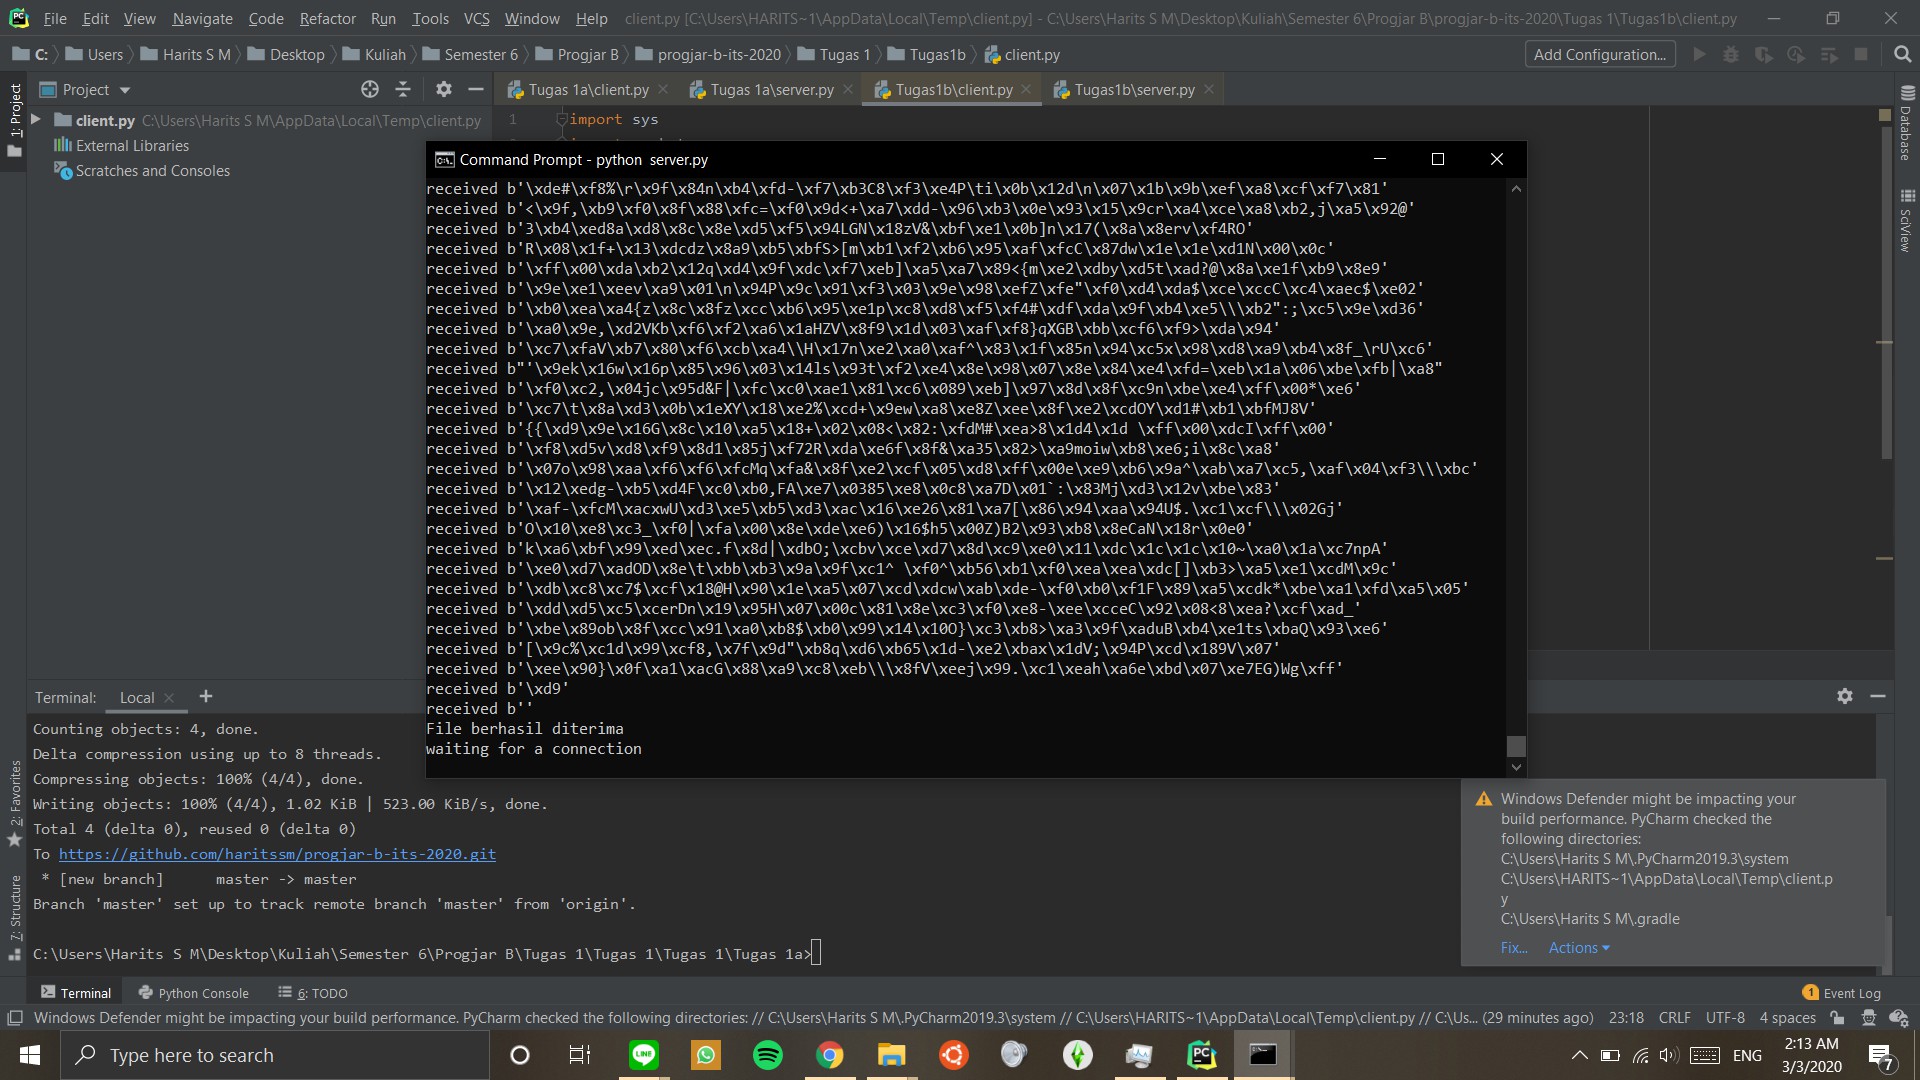 File Edit View Navigate Code Refactor Run Tools VCS Window Help client.py [C:\Users\HARITS~1\AppData\Local\Temp\client.py] - C:\Users\Harits S M\Desktop\Kuliah\Semester 6\Progjar B\progjar-b-its-2020\Tugas 1\Tugas1b\client.py
C: Users Harits S M Desktop Kuliah Semester 6 Progjar B progjar-b-its-2020 Tugas 1 Tugas1b client.py Add Configuration...
1: Project
Project
Tugas 1a\client.py Tugas 1a\server.py Tugas1b\client.py Tugas1b\server.py
client.py C:\Users\Harits S M\AppData\Local\Temp\client.py
External Libraries
Scratches and Consoles
1 import sys
Database
SciView
Command Prompt - python server.py
received b'\xde#\xf8%\r\x9f\x84n\xb4\xfd-\xf7\xb3C8\xf3\xe4P\ti\x0b\x12d\n\x07\x1b\x9b\xef\xa8\xcf\xf7\x81'
received b'<\x9f,\xb9\xf0\x8f\x88\xfc=\xf0\x9d<+\xa7\xdd-\x96\xb3\x0e\x93\x15\x9cr\xa4\xce\xa8\xb2,j\xa5\x92@'
received b'3\xb4\xed8a\xd8\x8c\x8e\xd5\xf5\x94LGN\x18zV&\xbf\xe1\x0b]n\x17(\x8a\x8erv\xf4RO'
received b'R\x08\x1f+\x13\xdcdz\x8a9\xb5\xbfS>[m\xb1\xf2\xb6\x95\xaf\xfcC\x87dw\x1e\x1e\xd1N\x00\x0c'
received b'\xff\x00\xda\xb2\x12q\xd4\x9f\xdc\xf7\xeb]\xa5\xa7\x89<{m\xe2\xdby\xd5t\xad?@\x8a\xe1f\xb9\x8e9'
received b'\x9e\xe1\xeev\xa9\x01\n\x94P\x9c\x91\xf3\x03\x9e\x98\xefZ\xfe"\xf0\xd4\xda$\xce\xccC\xc4\xaec$\xe02'
received b'\xb0\xea\xa4{z\x8c\x8fz\xcc\xb6\x95\xe1p\xc8\xd8\xf5\xf4#\xdf\xda\x9f\xb4\xe5\\\xb2":;\xc5\x9e\xd36'
received b'\xa0\x9e,\xd2VKb\xf6\xf2\xa6\x1aHZV\x8f9\x1d\x03\xaf\xf8}qXGB\xbb\xcf6\xf9>\xda\x94'
received b'\xc7\xfaV\xb7\x80\xf6\xcb\xa4\\H\x17n\xe2\xa0\xaf^\x83\x1f\x85n\x94\xc5x\x98\xd8\xa9\xb4\x8f_\rU\xc6'
received b"'\x9ek\x16w\x16p\x85\x96\x03\x14ls\x93t\xf2\xe4\x8e\x98\x07\x8e\x84\xe4\xfd=\xeb\x1a\x06\xbe\xfb|\xa8"
received b'\xf0\xc2,\x04jc\x95d&F|\xfc\xc0\xae1\x81\xc6\x089\xeb]\x97\x8d\x8f\xc9n\xbe\xe4\xff\x00*\xe6'
received b'\xc7\t\x8a\xd3\x0b\x1eXY\x18\xe2%\xcd+\x9ew\xa8\xe8Z\xee\x8f\xe2\xcdOY\xd1#\xb1\xbfMJ8V'
received b'{{\xd9\x9e\x16G\x8c\x10\xa5\x18+\x02\x08<\x82:\xfdM#\xea>8\x1d4\x1d \xff\x00\xdcI\xff\x00'
received b'\xf8\xd5v\xd8\xf9\x8d1\x85j\xf72R\xda\xe6f\x8f&\xa35\x82>\xa9moiw\xb8\xe6;i\x8c\xa8'
received b'\x07o\x98\xaa\xf6\xf6\xfcMq\xfa&\x8f\xe2\xcf\x05\xd8\xff\x00e\xe9\xb6\x9a^\xab\xa7\xc5,\xaf\x04\xf3\\\xbc'
received b'\x12\xedg-\xb5\xd4F\xc0\xb0,FA\xe7\x0385\xe8\x0c8\xa7D\x01`:\x83Mj\xd3\x12v\xbe\x83'
received b'\xaf-\xfcM\xacxwU\xd3\xe5\xb5\xd3\xac\x16\xe26\x81\xa7[\x86\x94\xaa\x94U$.\xc1\xcf\\\x02Gj'
received b'O\x10\xe8\xc3_\xf0|\xfa\x00\x8e\xde\xe6)\x16$h5\x00Z)B2\x93\xb8\x8eCaN\x18r\x0e0'
received b'k\xa6\xbf\x99\xed\xec.f\x8d|\xdbO;\xcbv\xce\xd7\x8d\xc9\xe0\x11\xdc\x1c\x1c\x10~\xa0\x1a\xc7npA'
received b'\xe0\xd7\xadOD\x8e\t\xbb\xb3\x9a\x9f\xc1^ \xf0^\xb56\xb1\xf0\xea\xea\xdc[]\xb3>\xa5\xe1\xcdM\x9c'
received b'\xdb\xc8\xc7$\xcf\x18@H\x90\x1e\xa5\x07\xcd\xdcw\xab\xde-\xf0\xb0\xf1F\x89\xa5\xcdk*\xbe\xa1\xfd\xa5\x05'
received b'\xdd\xd5\xc5\xcerDn\x19\x95H\x07\x00c\x81\x8e\xc3\xf0\xe8-\xee\xcceC\x92\x08<8\xea?\xcf\xad_'
received b'\xbe\x89ob\x8f\xcc\x91\xa0\xb8$\xb0\x99\x14\x10O}\xc3\xb8>\xa3\x9f\xaduB\xb4\xe1ts\xbaQ\x93\xe6'
received b'[\x9c%\xc1d\x99\xcf8,\x7f\x9d"\xb8q\xd6\xb65\x1d-\xe2\xbax\x1dV;\x94P\xcd\x189V\x07'
received b'\xee\x90}\x0f\xa1\xacG\x88\xa9\xc8\xeb\\\x8fV\xeej\x99.\xc1\xeah\xa6e\xbd\x07\xe7EG)Wg\xff'
received b'\xd9'
received b''
File berhasil diterima
waiting for a connection
Terminal: Local +
Counting objects: 4, done.
Delta compression using up to 8 threads.
Compressing objects: 100% (4/4), done.
Writing objects: 100% (4/4), 1.02 KiB | 523.00 KiB/s, done.
Total 4 (delta 0), reused 0 (delta 0)
To https://github.com/haritssm/progjar-b-its-2020.git
* [new branch] master -> master
Branch 'master' set up to track remote branch 'master' from 'origin'.
C:\Users\Harits S M\Desktop\Kuliah\Semester 6\Progjar B\Tugas 1\Tugas 1\Tugas 1\Tugas 1a>
2: Favorites
7: Structure
Windows Defender might be impacting your
build performance. PyCharm checked the
following directories:
C:\Users\Harits S M\.PyCharm2019.3\system
C:\Users\HARITS~1\AppData\Local\Temp\client.p
y
C:\Users\Harits S M\.gradle
Fix... Actions
Terminal Python Console 6: TODO 1 Event Log
Windows Defender might be impacting your build performance. PyCharm checked the following directories: // C:\Users\Harits S M\.PyCharm2019.3\system // C:\Users\HARITS~1\AppData\Local\Temp\client.py // C:\Us... (29 minutes ago) 23:18 CRLF UTF-8 4 spaces
Type here to search
LINE
PC
ENG
2:13 AM
3/3/2020
7